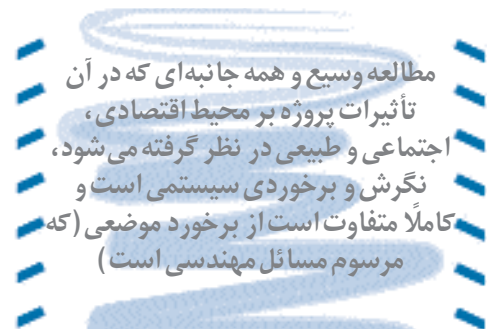 مطالعه وسیع و همه جانبه‌ای که در آن
تأثیرات پروژه بر محیط اقتصادی،
اجتماعی و طبیعی در نظر گرفته می‌شود،
نگرش و برخوردی سیستمی است و
کاملاً متفاوت است از برخورد موضعی (که
مرسوم مسائل مهندسی است)